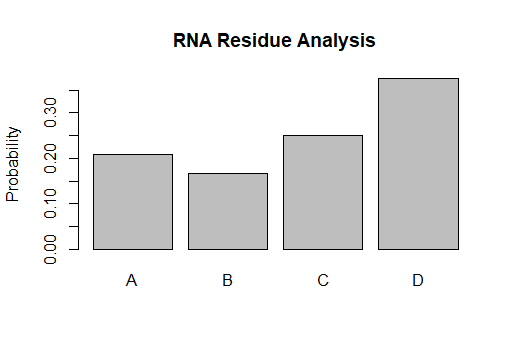 RNA Residue Analysis
Probability
0.30
0.20
0.10
0.00
A B C D